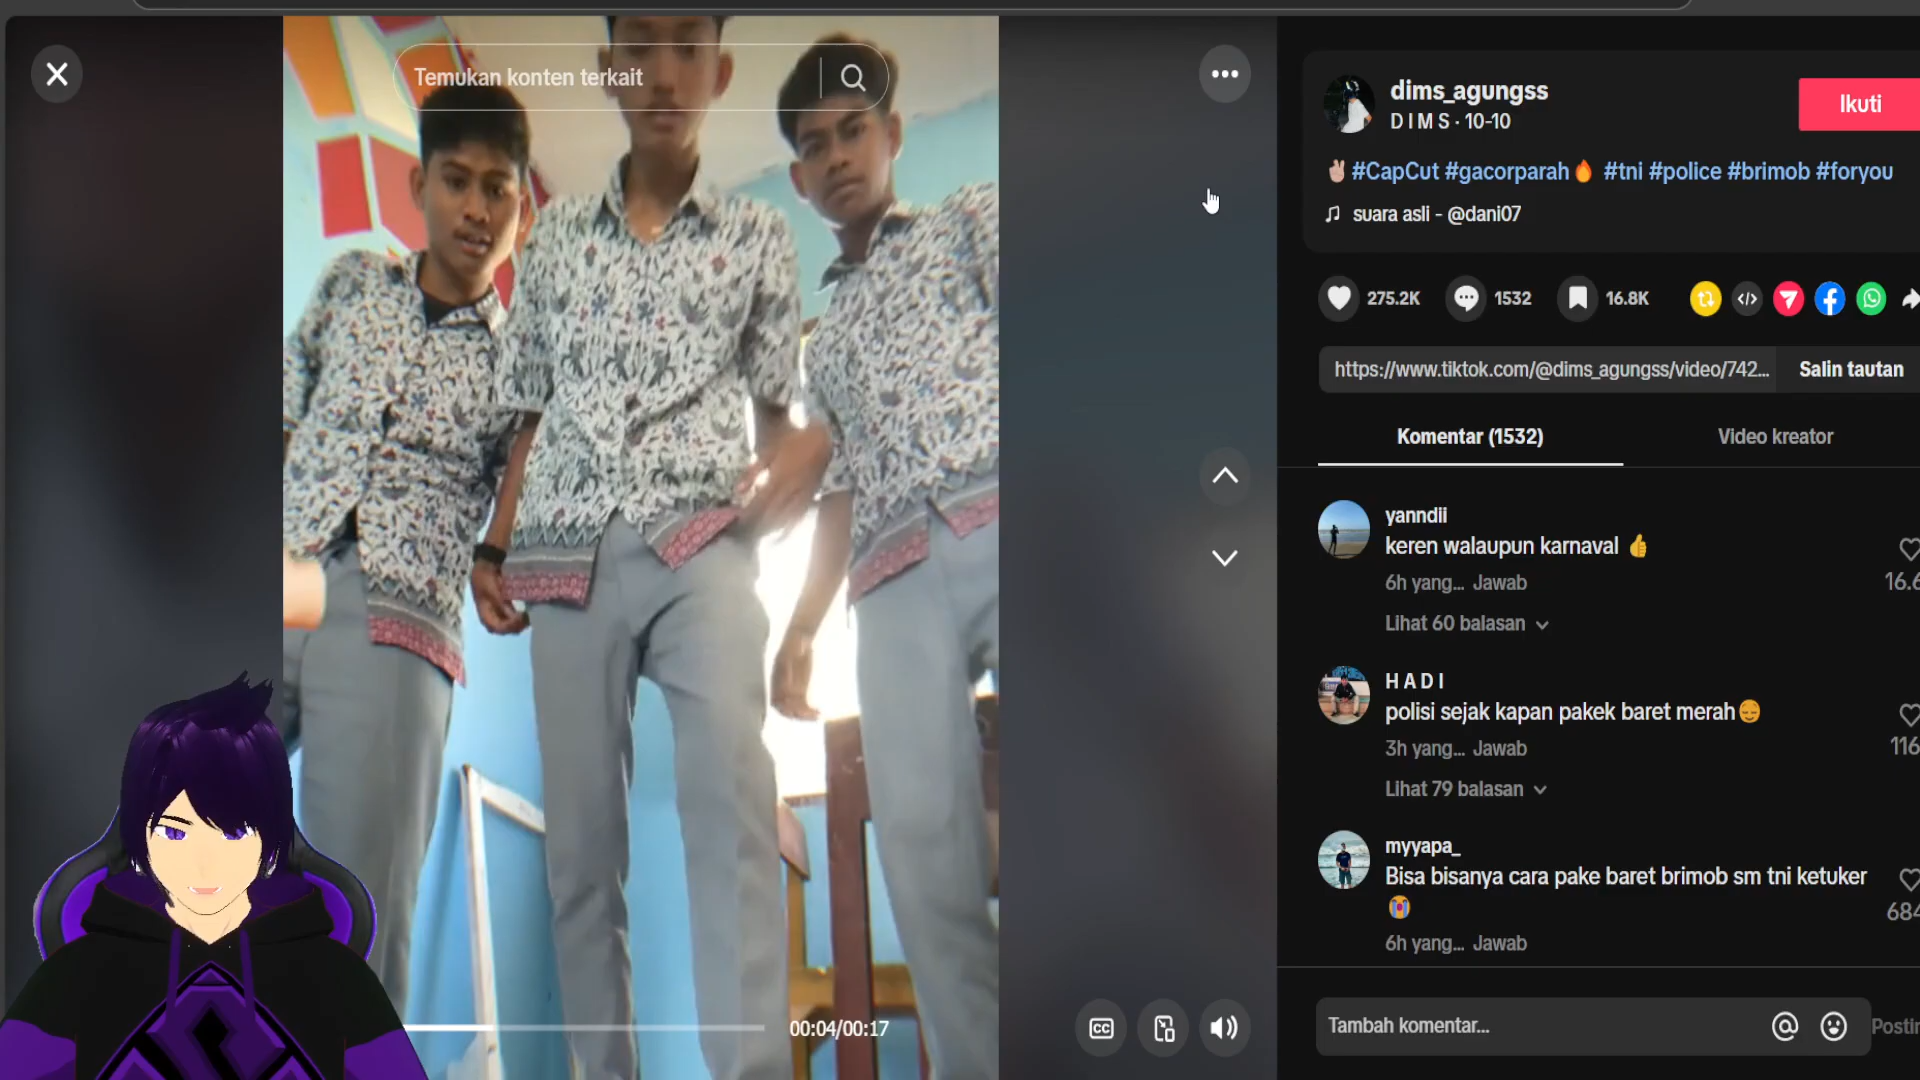 Temukan konten terkait
dims_agungss
D I M S · 10-10
Ikuti
✌🏼#CapCut #gacorparah🔥 #tni #police #brimob #foryou
suara asli - @dani07
275.2K
1532
16.8K
https://www.tiktok.com/@dims_agungss/video/742...
Salin tautan
Komentar (1532)
Video kreator
yanndii
keren walaupun karnaval 👍
6h yang... Jawab
16.6
Lihat 60 balasan
H A D I
polisi sejak kapan pakek baret merah😌
3h yang... Jawab
116
Lihat 79 balasan
myyapa_
Bisa bisanya cara pake baret brimob sm tni ketuker
😭
684
6h yang... Jawab
00:04/00:17
CC
Tambah komentar...
@
Postin